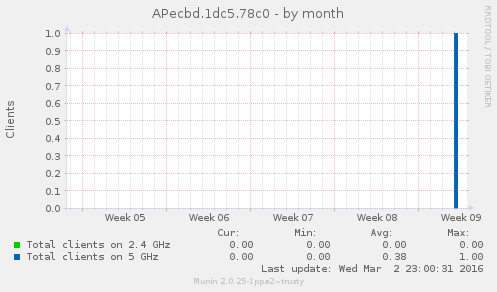 APecbd.1dc5.78c0 - by month
RRDTOOL / TOBI OETIKER
Clients
1.0
0.9
0.8
0.7
0.6
0.5
0.4
0.3
0.2
0.1
0.0
Week 05 Week 06 Week 07 Week 08 Week 09
Cur: Min: Avg: Max:
Total clients on 2.4 GHz 0.00 0.00 0.00 0.00
Total clients on 5 GHz 0.00 0.00 0.38 1.00
Last update: Wed Mar 2 23:00:31 2016
Munin 2.0.25-1ppa2~trusty